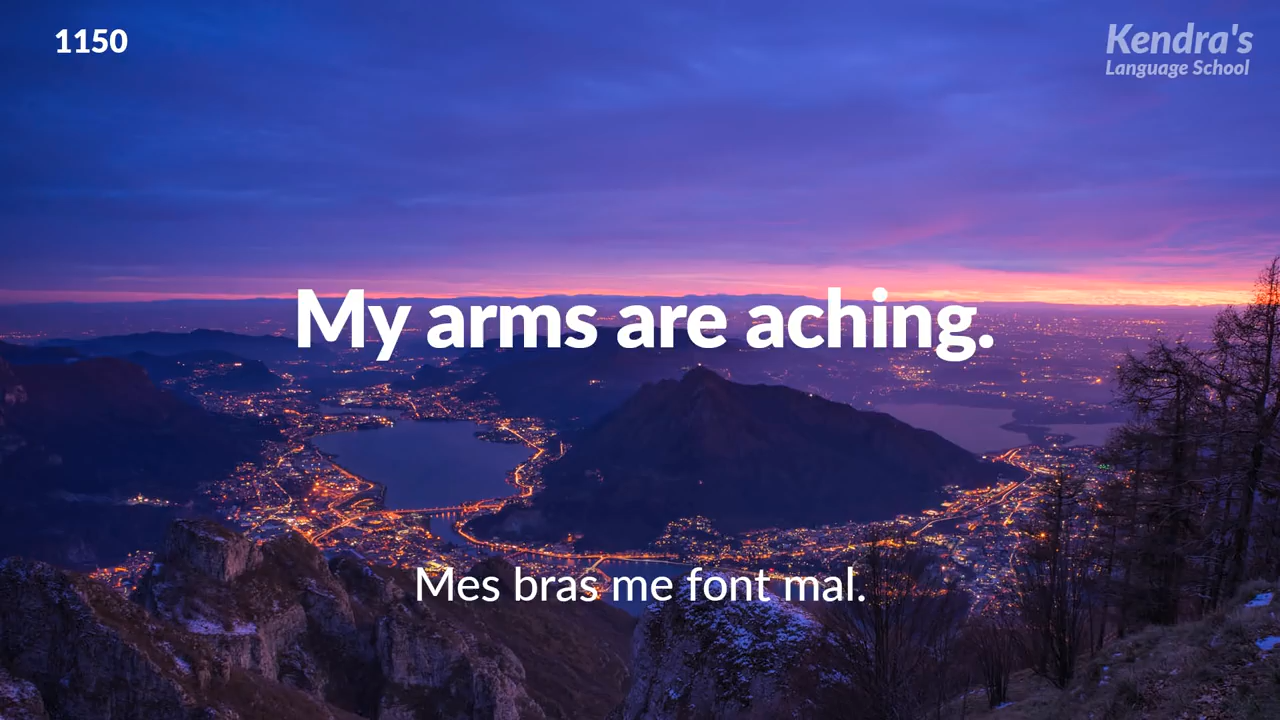 1150
Kendra's
Language School
My arms are aching.
Mes bras me font mal.